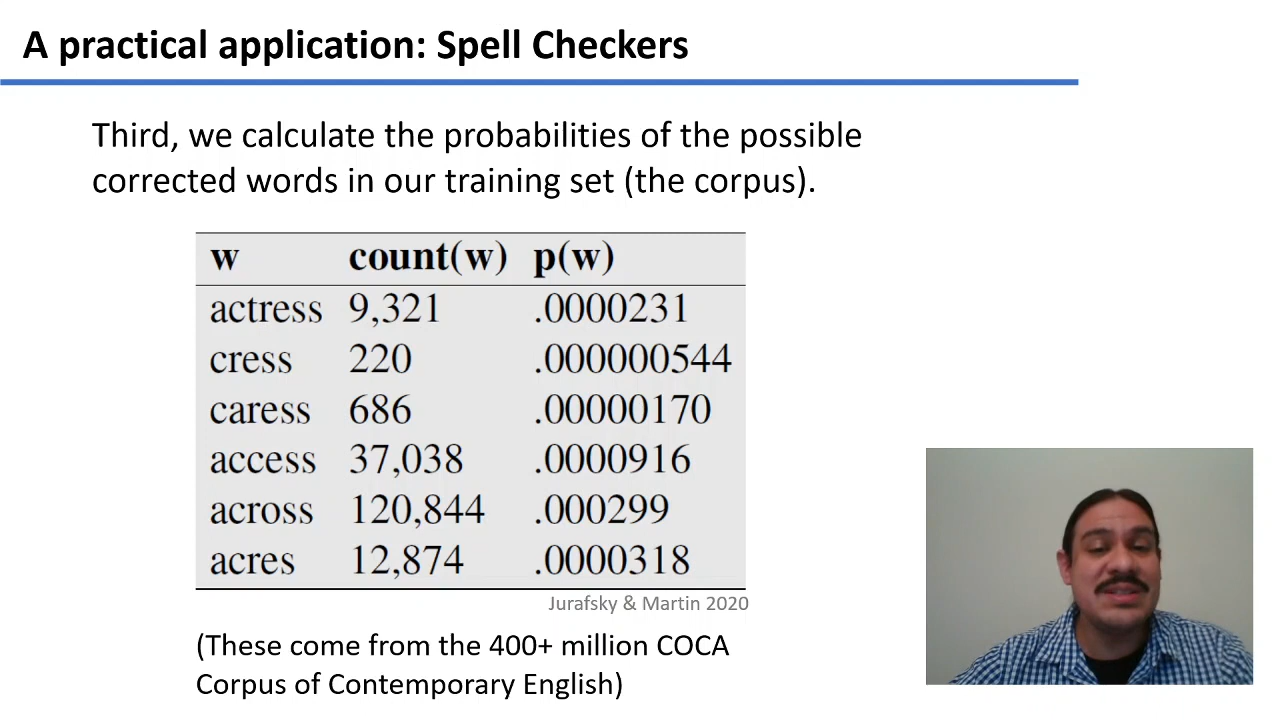 A practical application: Spell Checkers
Third, we calculate the probabilities of the possible
corrected words in our training set (the corpus).
w count(w) p(w)
actress 9,321 .0000231
cress 220 .000000544
caress 686 .00000170
access 37,038 .0000916
across 120,844 .000299
acres 12,874 .0000318
Jurafsky & Martin 2020
(These come from the 400+ million COCA
Corpus of Contemporary English)